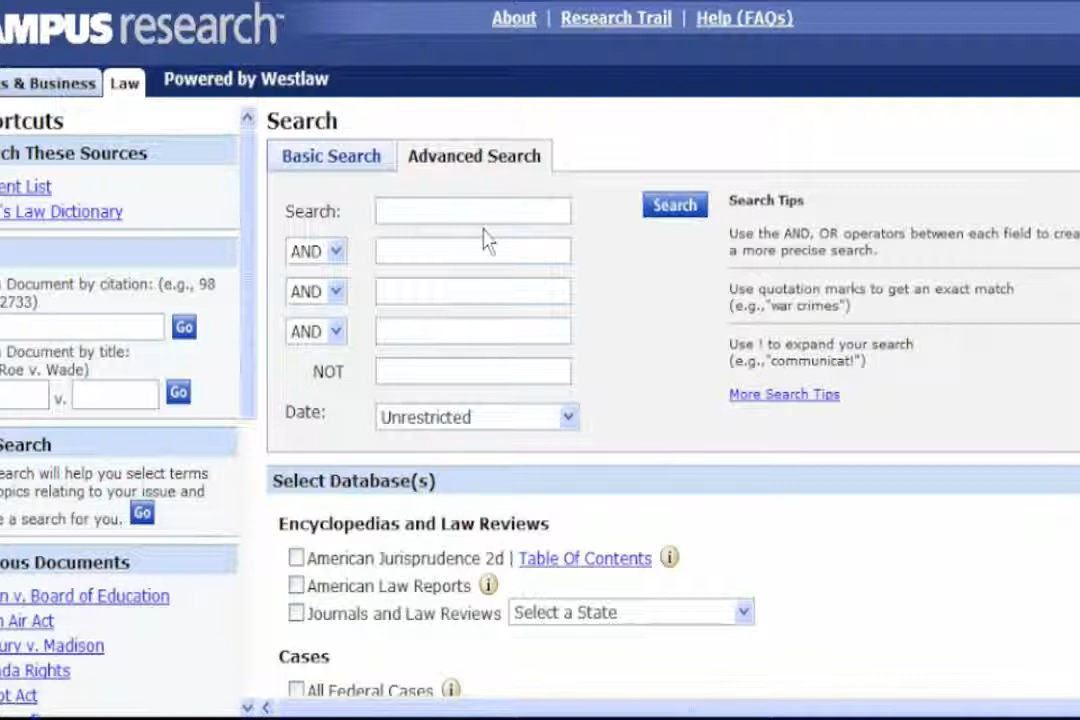 AMPUS research
About | Research Trail | Help (FAQs)
s & Business
Law
Powered by Westlaw
ortcuts
ch These Sources
ent List
's Law Dictionary
Document by citation: (e.g., 98
2733)
Go
Document by title:
Roe v. Wade)
v.
Go
Search
earch will help you select terms
opics relating to your issue and
e a search for you.
Go
ous Documents
n v. Board of Education
n Air Act
ury v. Madison
nda Rights
ot Act
Search
Basic Search
Advanced Search
Search:
Search
AND
AND
AND
NOT
Date:
Unrestricted
Search Tips
Use the AND, OR operators between each field to crea
a more precise search.
Use quotation marks to get an exact match
(e.g.,"war crimes")
Use ! to expand your search
(e.g.,"communicat!")
More Search Tips
Select Database(s)
Encyclopedias and Law Reviews
American Jurisprudence 2d | Table Of Contents
American Law Reports
Journals and Law Reviews
Select a State
Cases
All Federal Cases